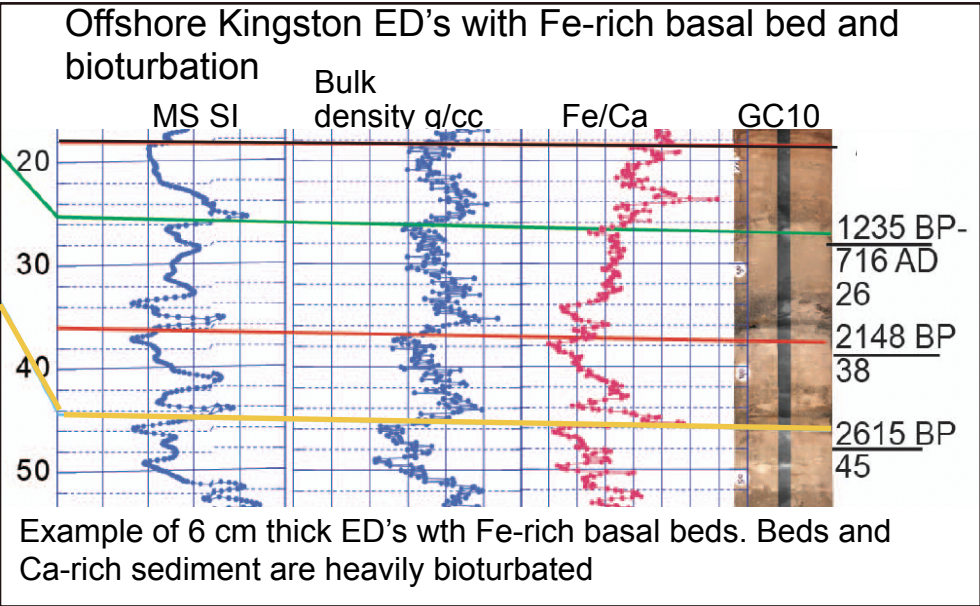 Offshore Kingston ED’s with Fe-rich basal bed and
bioturbation
MS SI
Bulk
density g/cc
Fe/Ca
GC10
20
30
40
50
1235 BP-
716 AD
26
2148 BP
38
2615 BP
45
Example of 6 cm thick ED’s wth Fe-rich basal beds. Beds and
Ca-rich sediment are heavily bioturbated